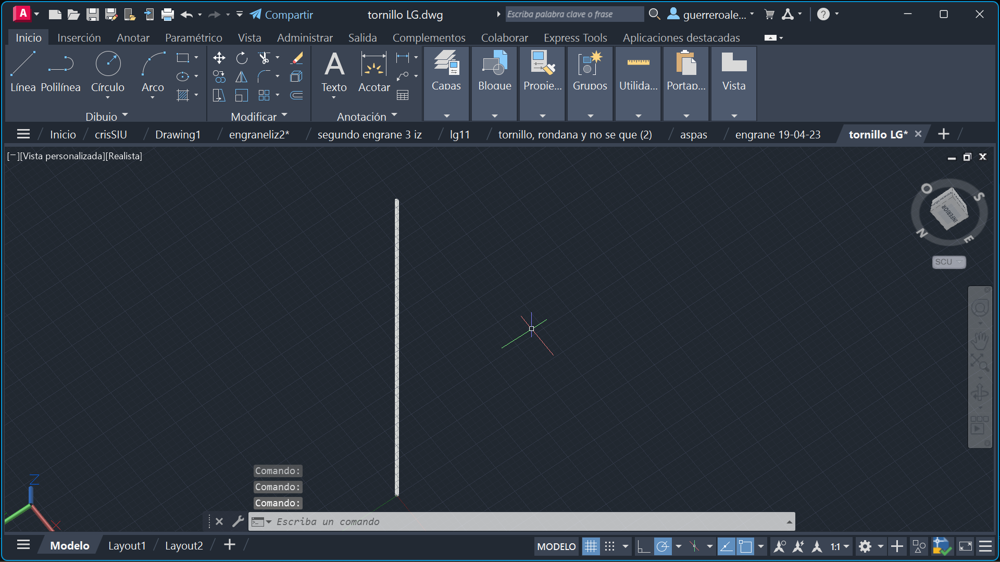 A
Compartir
tornillo LG.dwg
Escriba palabra clave o frase
guerreroale...
?
Inicio Inserción Anotar Paramétrico Vista Administrar Salida Complementos Colaborar Express Tools Aplicaciones destacadas
Línea Polilínea Círculo Arco
Texto Acotar
Capas Bloque Propie... Grupos Utilida... Portap... Vista
Dibujo Modificar Anotación
Inicio crisSIU Drawing1 engraneliz2* segundo engrane 3 iz lg11 tornillo, rondana y no se que (2) aspas engrane 19-04-23 tornillo LG*
[−][Vista personalizada][Realista]
O S
INFERIOR
N E
SCU
Comando:
Comando:
Comando:
Z
X
Escriba un comando
Modelo Layout1 Layout2
MODELO 1:1